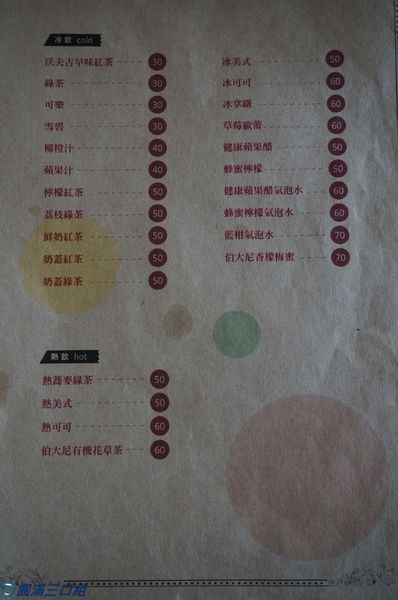 冷飲 cold
沃夫古早味紅茶 30
綠茶 30
可樂 30
雪碧 30
柳橙汁 40
蘋果汁 40
檸檬紅茶 50
荔枝綠茶 50
鮮奶紅茶 50
奶蓋紅茶 50
奶蓋綠茶 50
冰美式 50
冰可可 60
冰拿鐵 60
草莓歐蕾 60
健康蘋果醋 50
蜂蜜檸檬 50
健康蘋果醋氣泡水 60
蜂蜜檸檬氣泡水 60
藍柑氣泡水 70
伯大尼香檬梅蜜 70
熱飲 hot
熱蕎麥綠茶 50
熱美式 50
熱可可 60
伯大尼有機花草茶 60
圓滿三口組